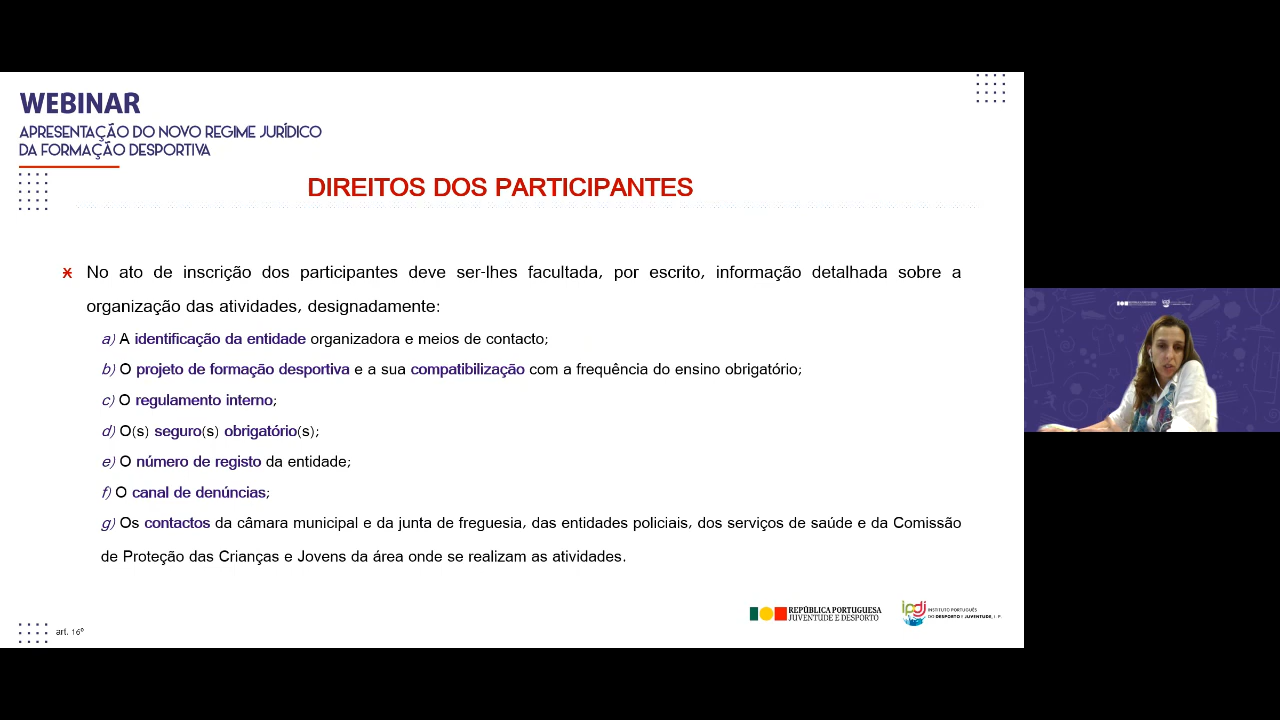 WEBINAR
APRESENTAÇÃO DO NOVO REGIME JURÍDICO
DA FORMAÇÃO DESPORTIVA
DIREITOS DOS PARTICIPANTES
No ato de inscrição dos participantes deve ser-lhes facultada, por escrito, informação detalhada sobre a
organização das atividades, designadamente:
a) A identificação da entidade organizadora e meios de contacto;
b) O projeto de formação desportiva e a sua compatibilização com a frequência do ensino obrigatório;
c) O regulamento interno;
d) O(s) seguro(s) obrigatório(s);
e) O número de registo da entidade;
f) O canal de denúncias;
g) Os contactos da câmara municipal e da junta de freguesia, das entidades policiais, dos serviços de saúde e da Comissão
de Proteção das Crianças e Jovens da área onde se realizam as atividades.
REPÚBLICA PORTUGUESA
JUVENTUDE E DESPORTO
ipdj
INSTITUTO PORTUGUÊS
DO DESPORTO E JUVENTUDE, I. P.
art. 16º